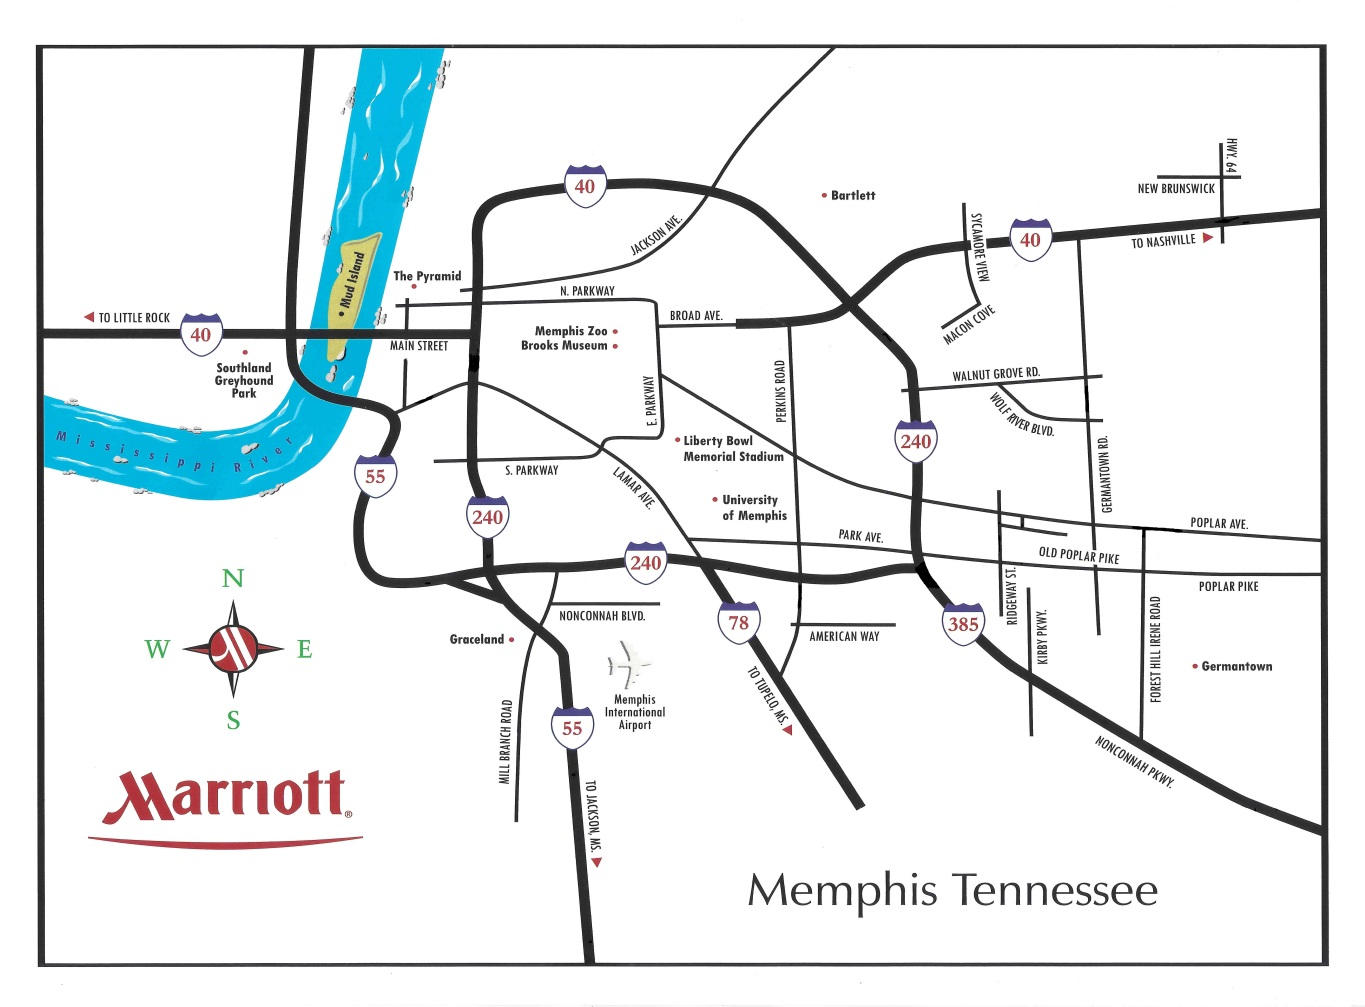 HWY. 64
40
NEW BRUNSWICK
Bartlett
SYCAMORE VIEW
JACKSON AVE.
40
TO NASHVILLE
The Pyramid
Mud Island
N. PARKWAY
TO LITTLE ROCK
40
BROAD AVE.
MACON COVE
Memphis Zoo
Brooks Museum
MAIN STREET
Southland
Greyhound
Park
WALNUT GROVE RD.
WOLF RIVER BLVD.
E. PARKWAY
PERKINS ROAD
Mississippi River
Liberty Bowl
Memorial Stadium
240
GERMANTOWN RD.
55
S. PARKWAY
LAMAR AVE.
University
of Memphis
240
POPLAR AVE.
PARK AVE.
OLD POPLAR PIKE
240
POPLAR PIKE
N
W
E
S
NONCONNAH BLVD.
RIDGEWAY ST.
78
385
KIRBY PKWY.
FOREST HILL IRENE ROAD
Graceland
AMERICAN WAY
Germantown
Memphis
International
Airport
TO TUPELO, MS.
55
MILL BRANCH ROAD
NONCONNAH PKWY.
TO JACKSON, MS.
Marriott®
Memphis Tennessee